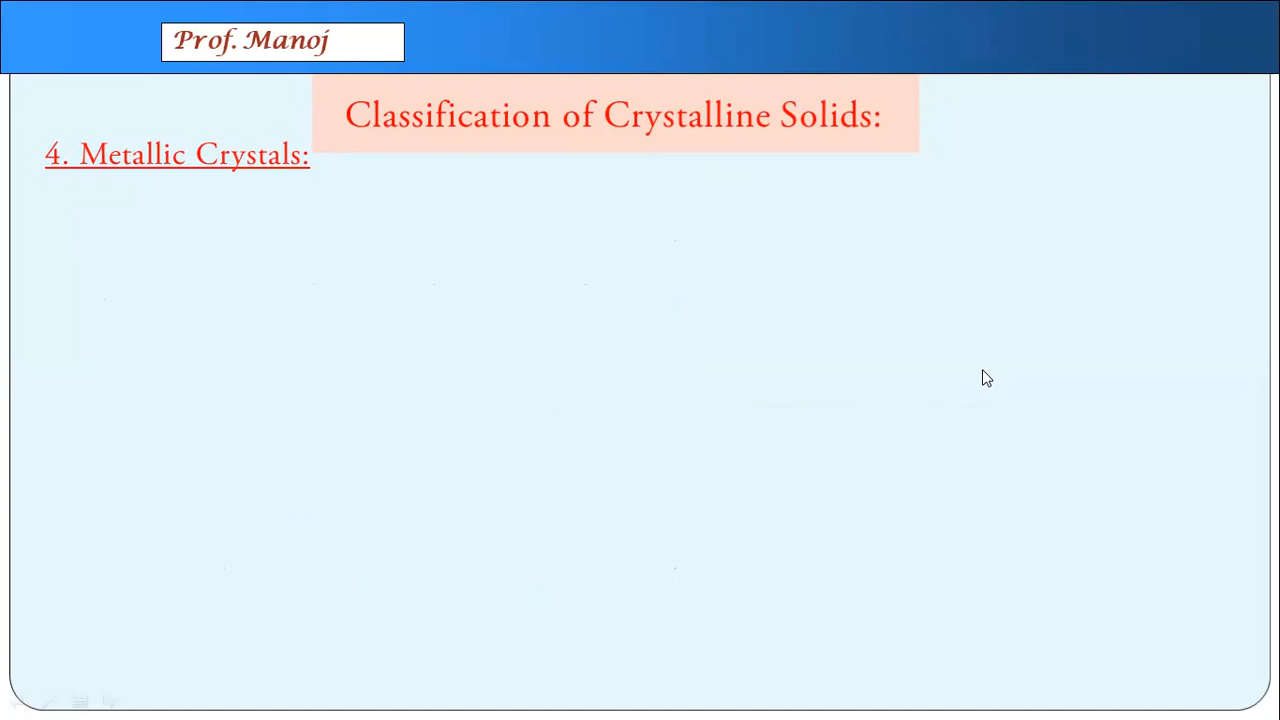 Prof. Manoj
Classification of Crystalline Solids:
4. Metallic Crystals: